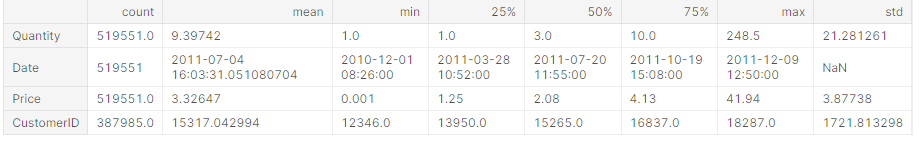 count mean min 25% 50% 75% max std
Quantity 519551.0 9.39742 1.0 1.0 3.0 10.0 248.5 21.281261
Date 519551 2011-07-04 16:03:31.051080704 2010-12-01 08:26:00 2011-03-28 10:52:00 2011-07-20 11:55:00 2011-10-19 15:08:00 2011-12-09 12:50:00 NaN
Price 519551.0 3.32647 0.001 1.25 2.08 4.13 41.94 3.87738
CustomerID 387985.0 15317.042994 12346.0 13950.0 15265.0 16837.0 18287.0 1721.813298